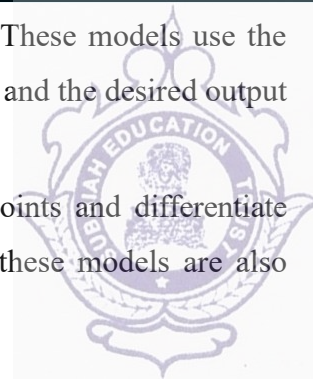 These models use the
and the desired output
EDUCATION
oints and differentiate
these models are also